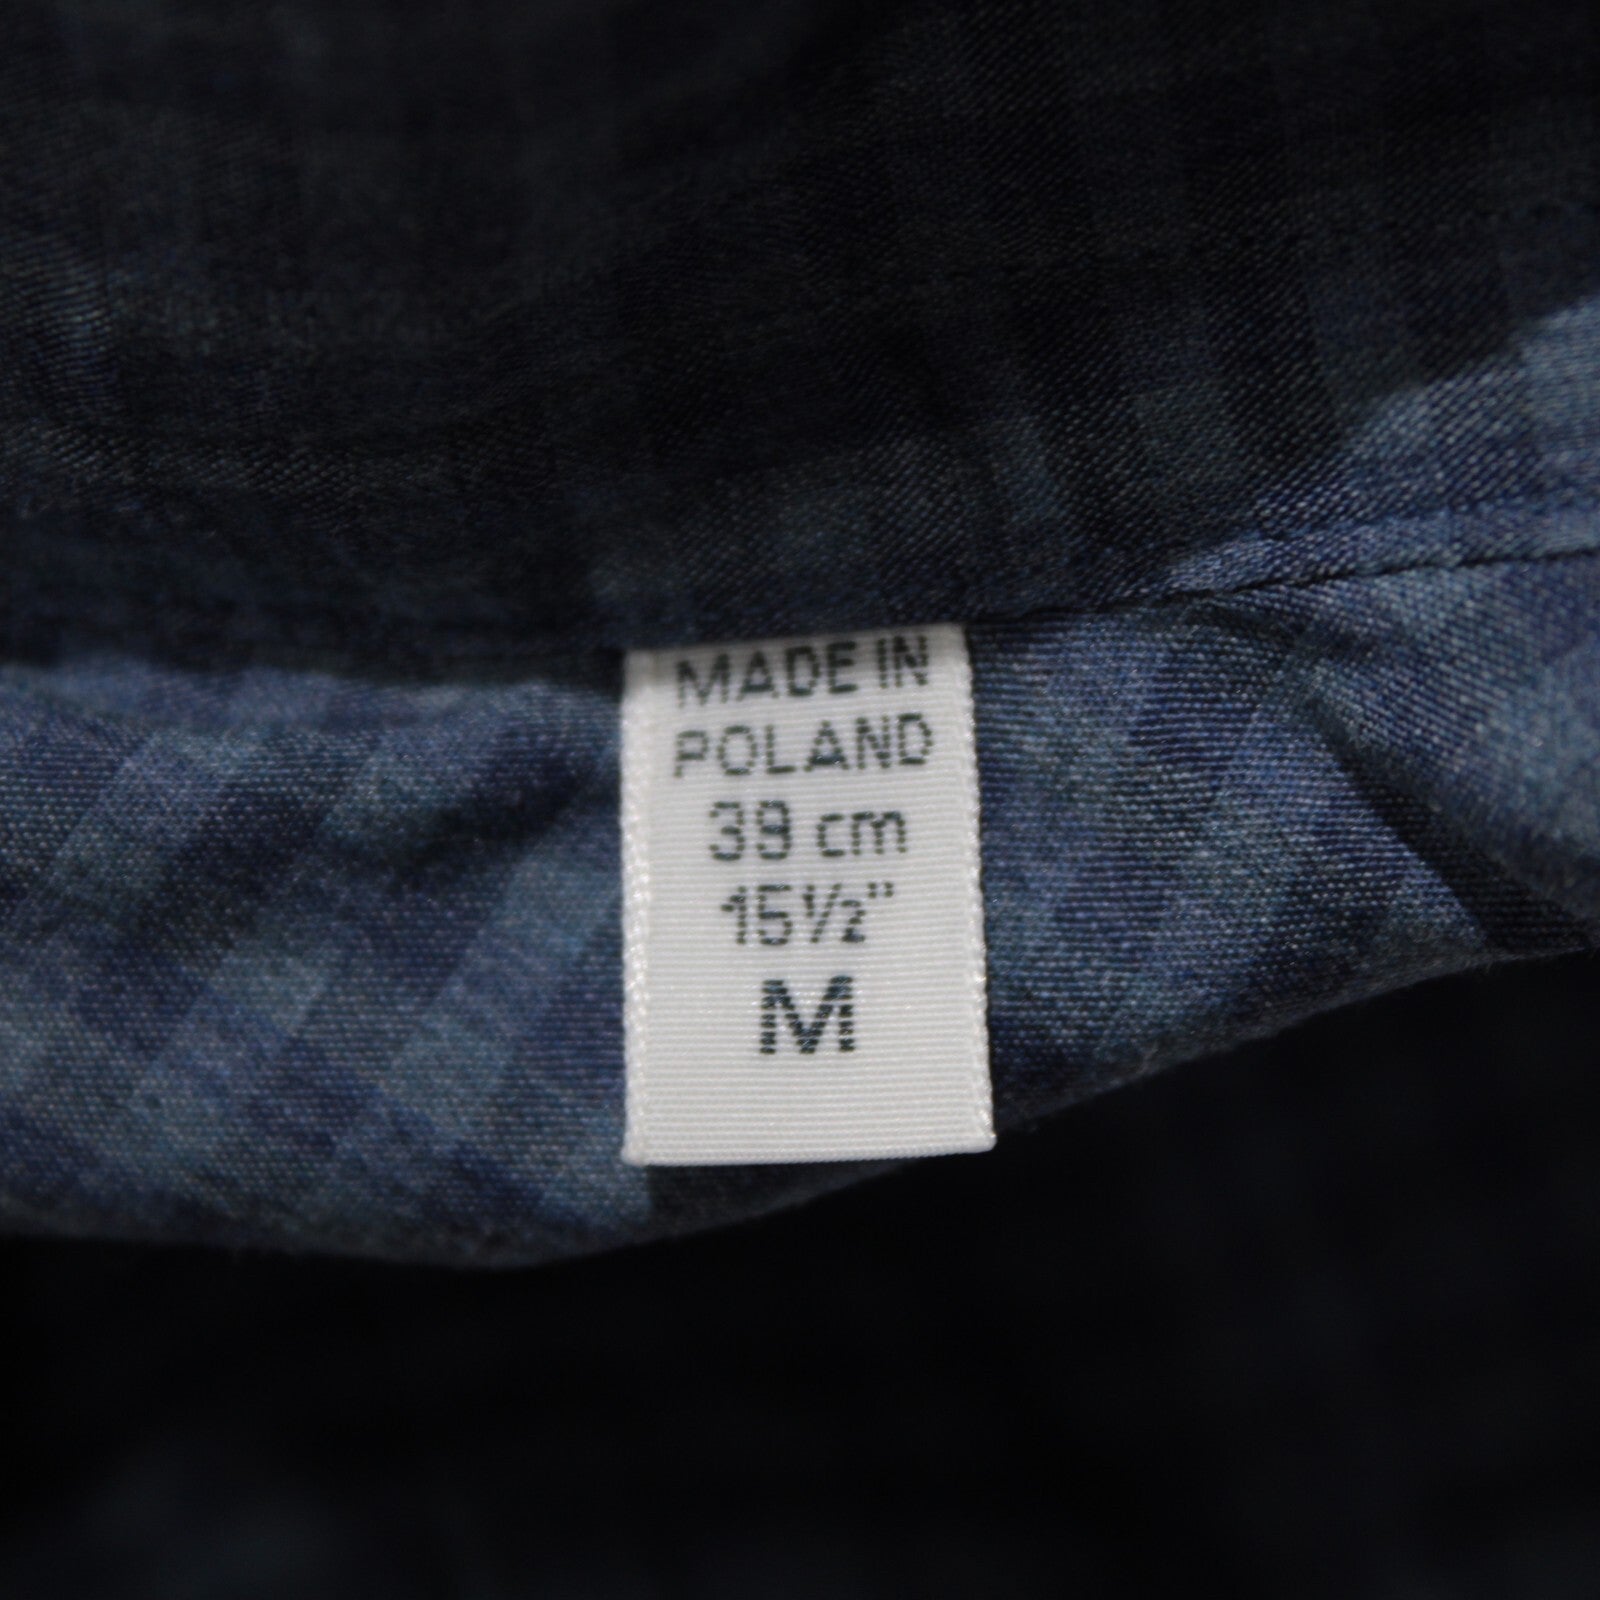 MADE IN
POLAND
39 cm
15½"
M